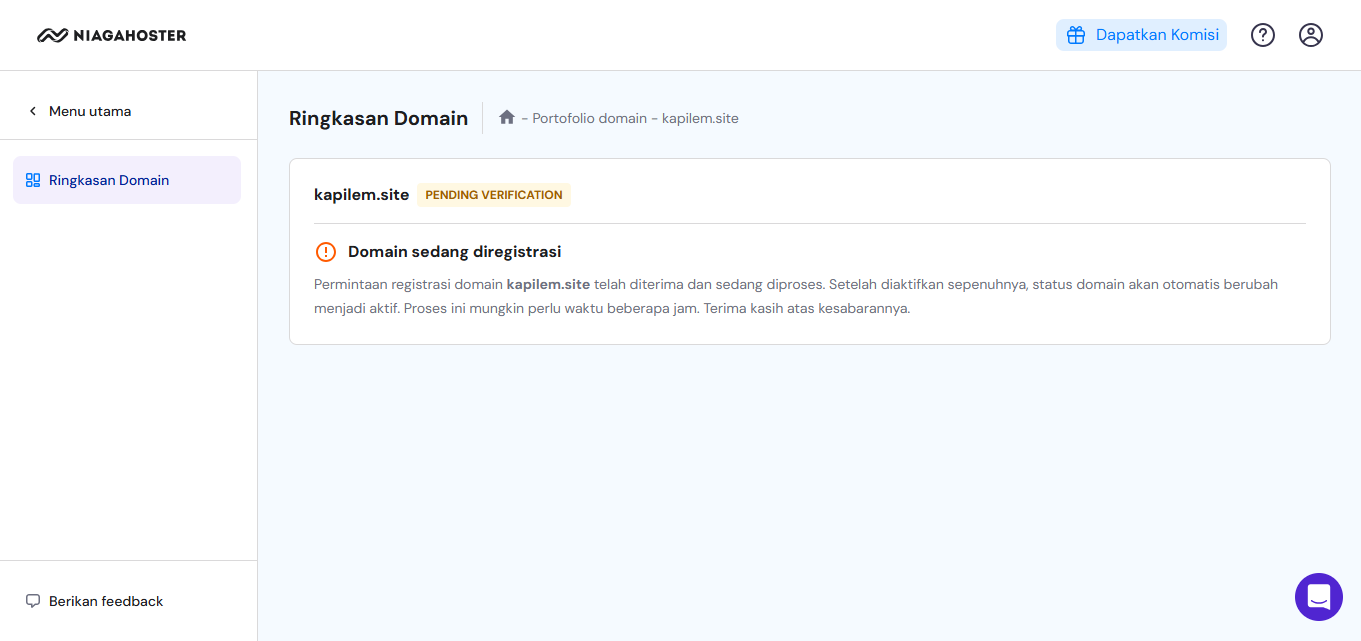 NIAGAHOSTER
Dapatkan Komisi
Menu utama
Ringkasan Domain
Ringkasan Domain
- Portofolio domain - kapilem.site
kapilem.site PENDING VERIFICATION
Domain sedang diregistrasi
Permintaan registrasi domain kapilem.site telah diterima dan sedang diproses. Setelah diaktifkan sepenuhnya, status domain akan otomatis berubah
menjadi aktif. Proses ini mungkin perlu waktu beberapa jam. Terima kasih atas kesabarannya.
Berikan feedback